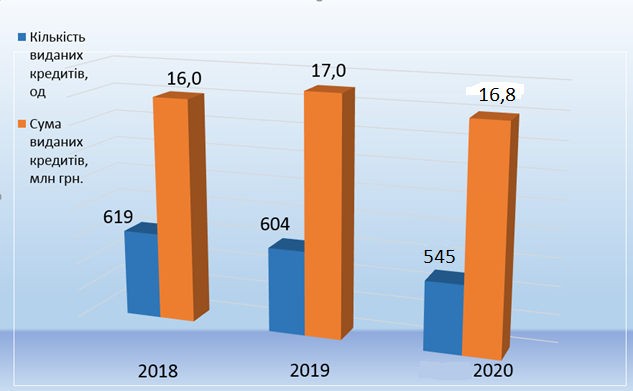 Кількість
виданих
кредитів,
од
Сума
виданих
кредитів,
млн грн.
16,0
17,0
16,8
619
604
545
2018
2019
2020